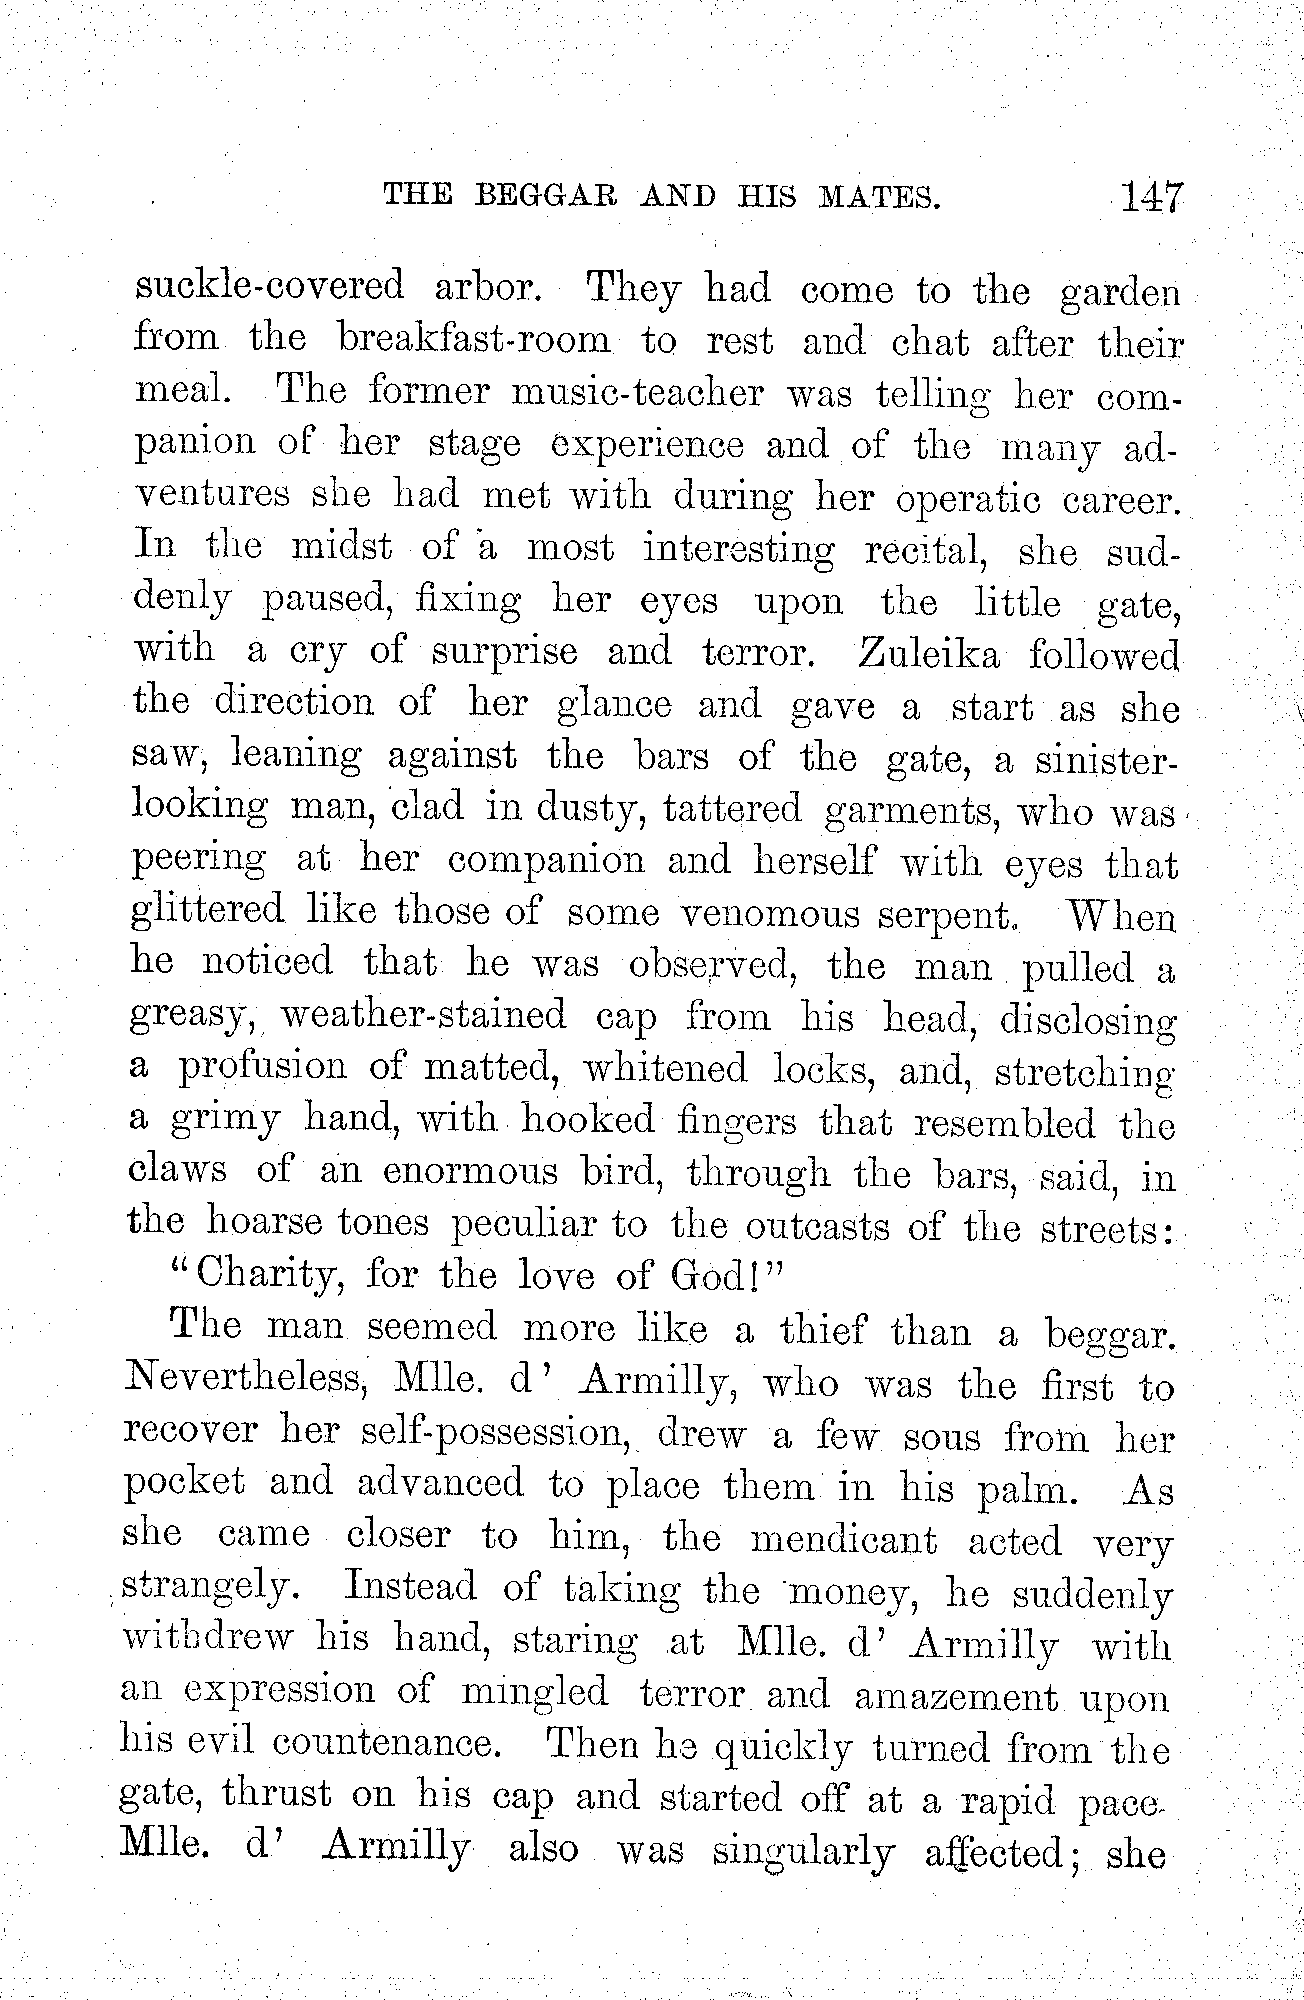 THE BEGGAR AND HIS MATES. 147
suckle-covered arbor. They had come to the garden
from the breakfast-room to rest and chat after their
meal. The former music-teacher was telling her com-
panion of her stage experience and of the many ad-
ventures she had met with during her operatic career.
In the midst of a most interesting recital, she sud-
denly paused, fixing her eyes upon the little gate,
with a cry of surprise and terror. Zuleika followed
the direction of her glance and gave a start as she
saw, leaning against the bars of the gate, a sinister-
looking man, clad in dusty, tattered garments, who was
peering at her companion and herself with eyes that
glittered like those of some venomous serpent. When
he noticed that he was observed, the man pulled a
greasy, weather-stained cap from his head, disclosing
a profusion of matted, whitened locks, and, stretching
a grimy hand, with hooked fingers that resembled the
claws of an enormous bird, through the bars, said, in
the hoarse tones peculiar to the outcasts of the streets:
"Charity, for the love of God!"
The man seemed more like a thief than a beggar.
Nevertheless, Mlle. d' Armilly, who was the first to
recover her self-possession, drew a few sous from her
pocket and advanced to place them in his palm. As
she came closer to him, the mendicant acted very
strangely. Instead of taking the money, he suddenly
withdrew his hand, staring at Mlle. d' Armilly with
an expression of mingled terror and amazement upon
his evil countenance. Then he quickly turned from the
gate, thrust on his cap and started off at a rapid pace.
Mlle. d' Armilly also was singularly affected; she